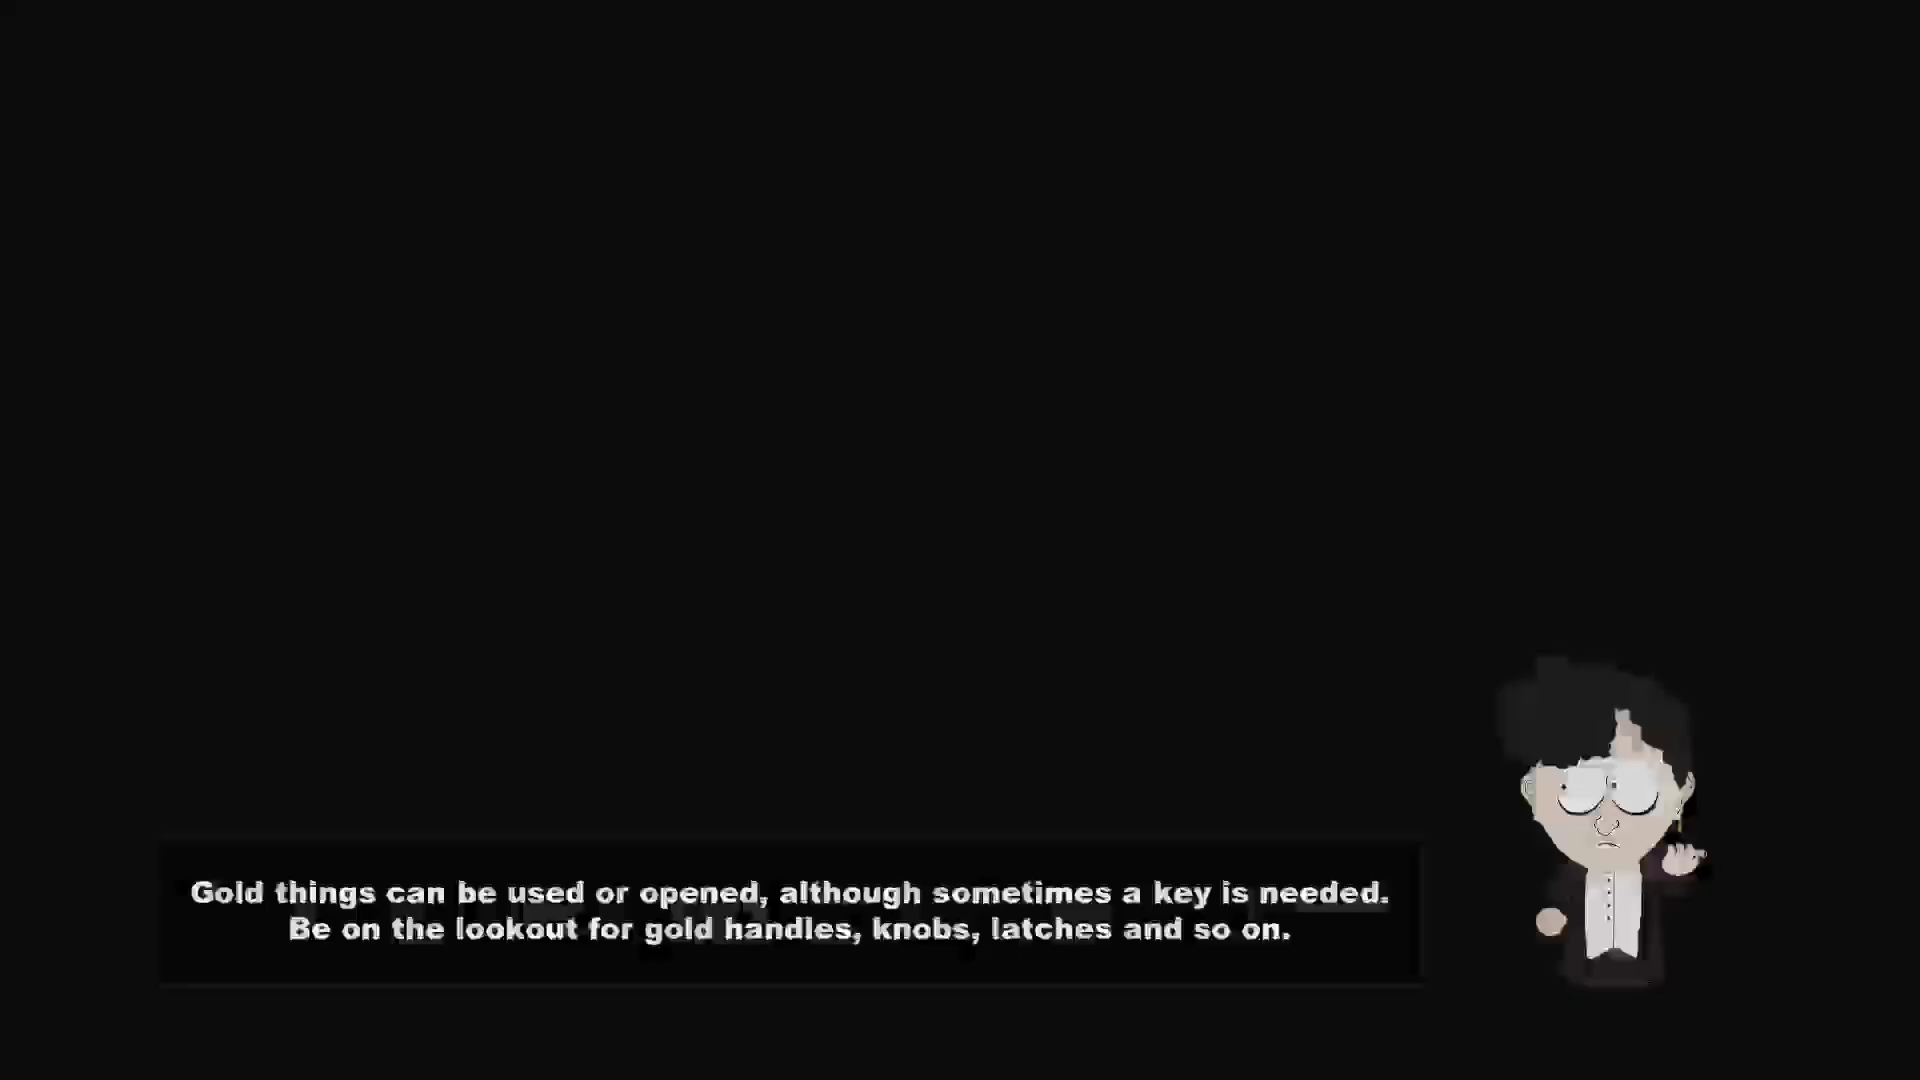 Gold things can be used or opened, although sometimes a key is needed.
Be on the lookout for gold handles, knobs, latches and so on.